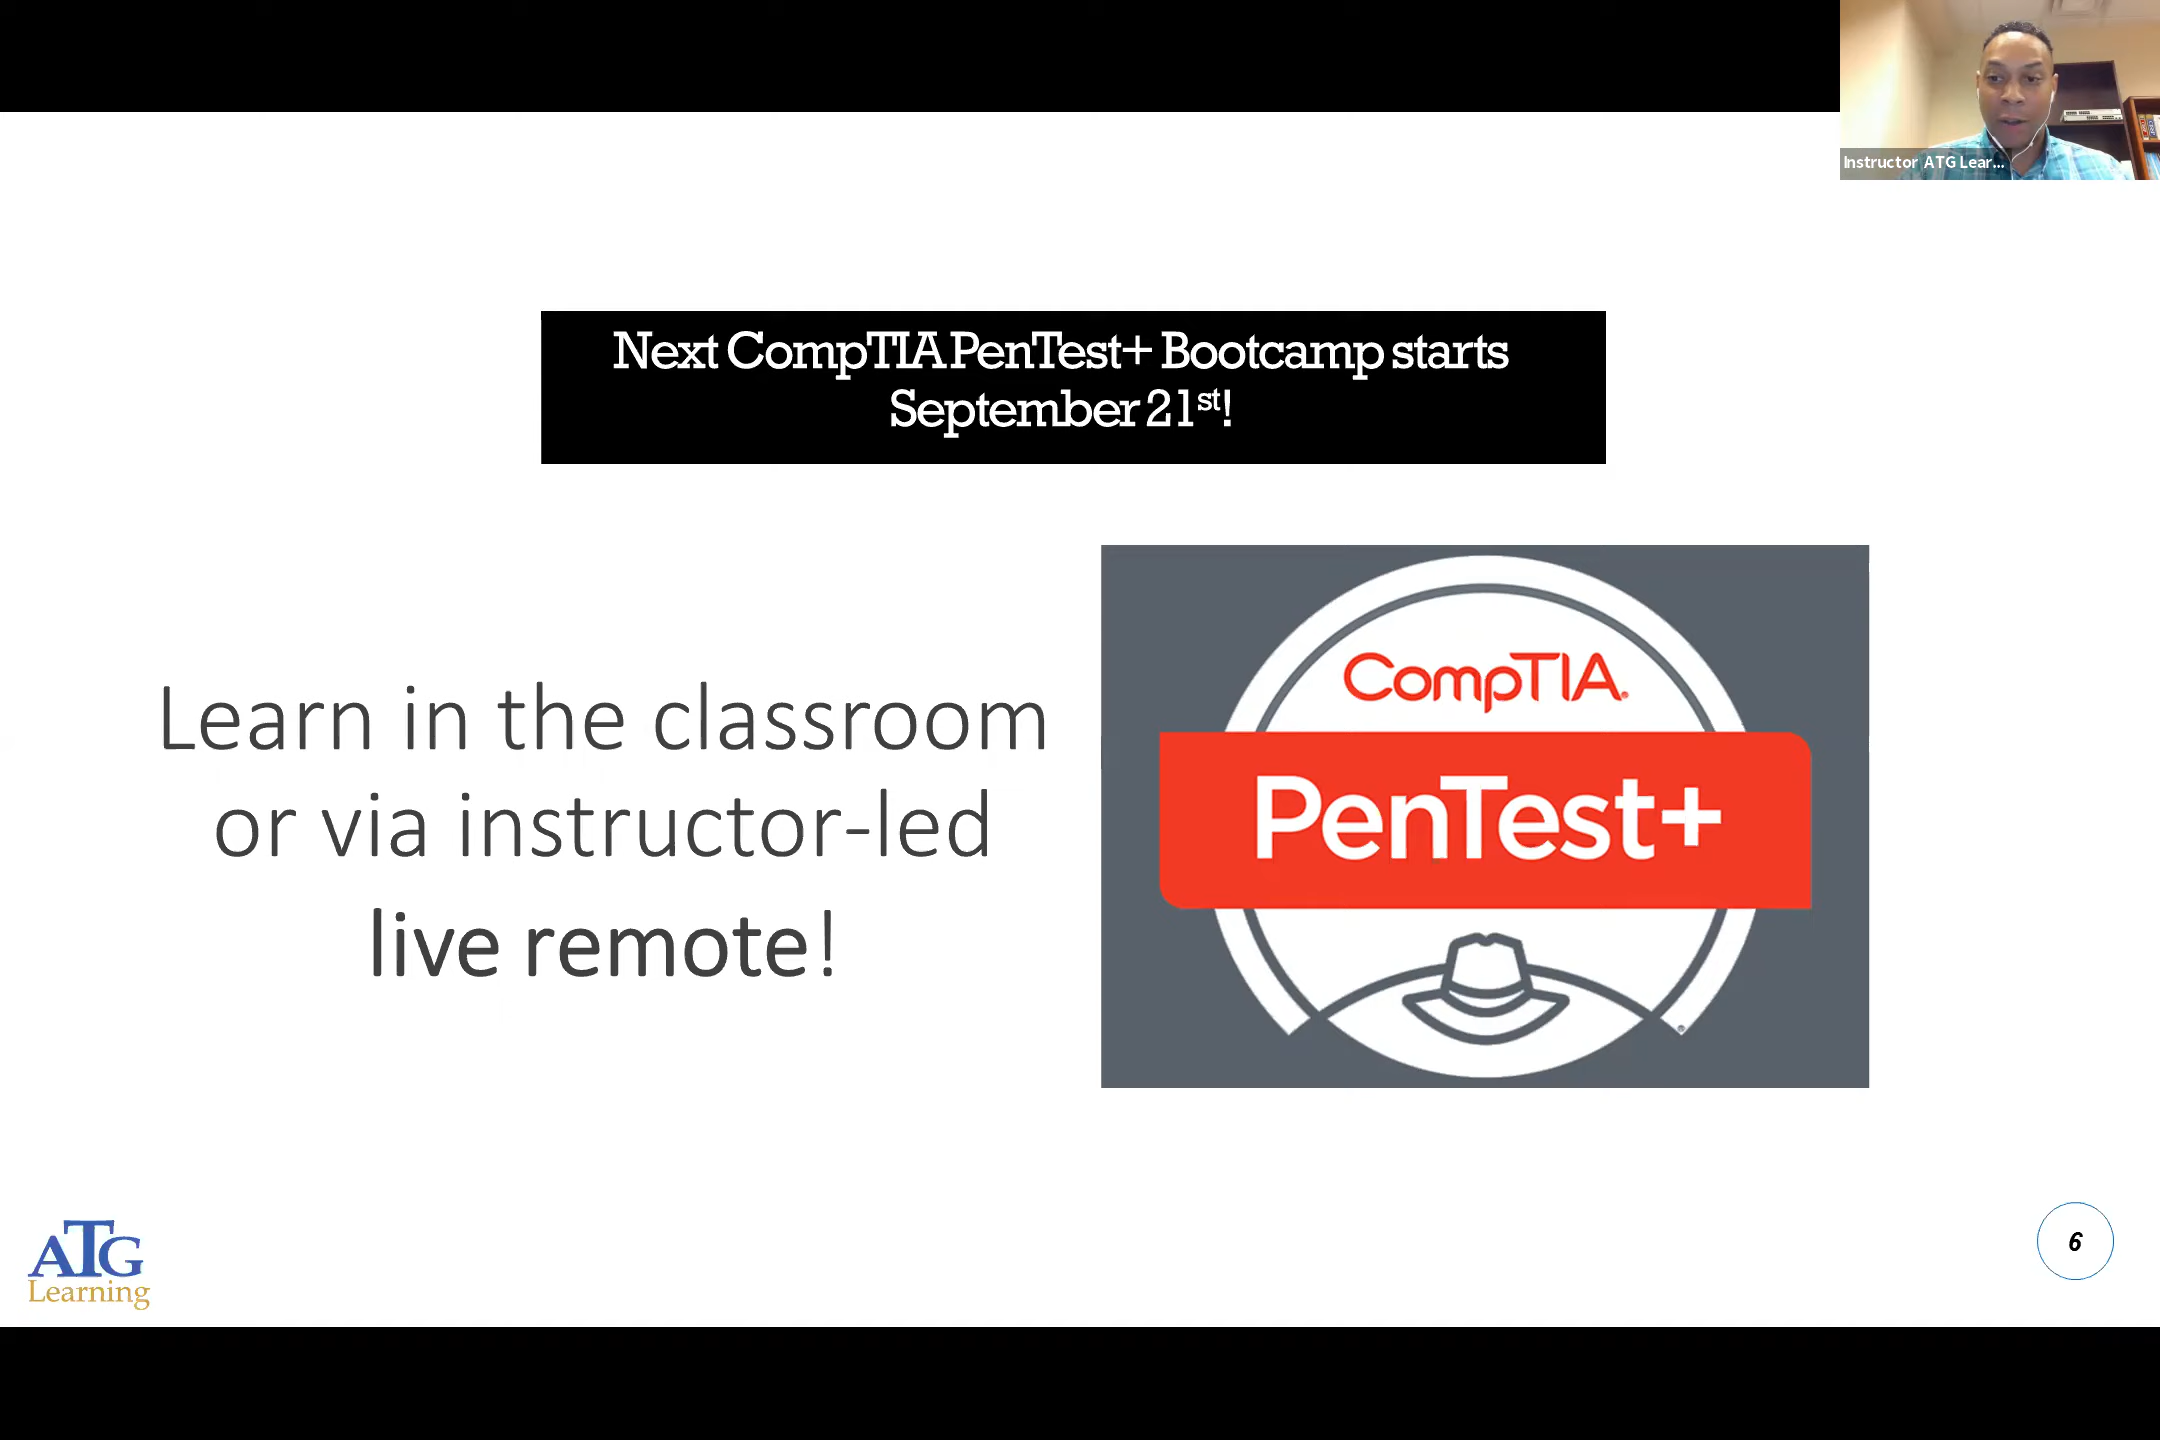 Instructor ATG Lear...
Next CompTIA PenTest+ Bootcamp starts
September 21st!
Learn in the classroom
or via instructor-led
live remote!
CompTIA®
PenTest+
®
ATG
Learning
6